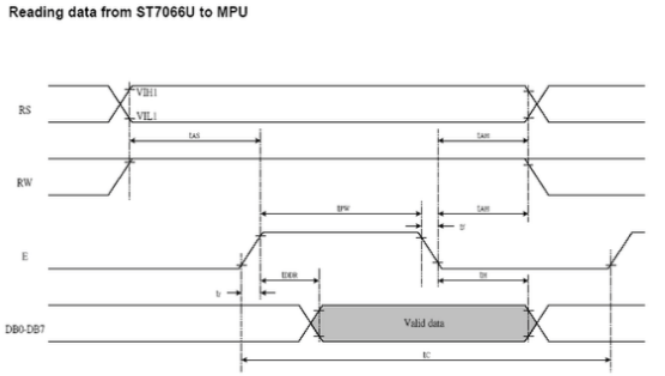 Reading data from ST7066U to MPU
RS
VIH1
VIL1
TAS
TAH
RW
TPW
TAH
Tf
E
TDDR
TH
Tr
DB0-DB7
Valid data
TC